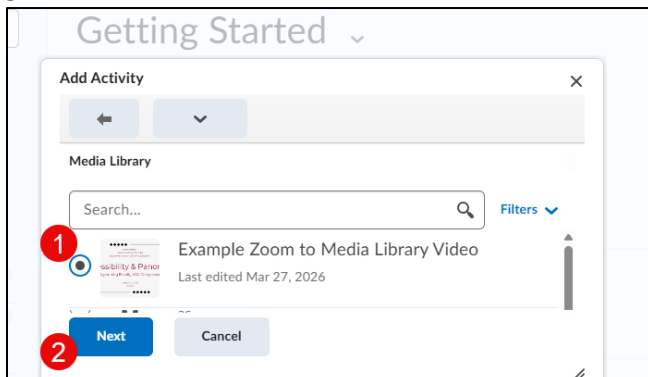 Getting Started
Add Activity
Media Library
Search...
Filters
1
Example Zoom to Media Library Video
Last edited Mar 27, 2026
Next
Cancel
2